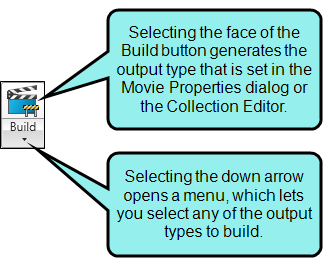 Selecting the face of the
Build button generates the
output type that is set in the
Movie Properties dialog or
the Collection Editor.
Build
Selecting the down arrow
opens a menu, which lets
you select any of the output
types to build.